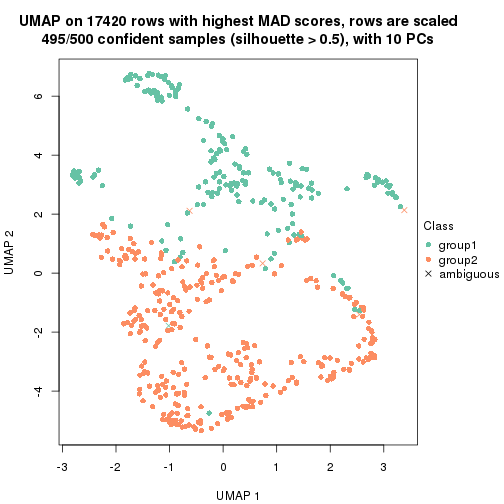 UMAP on 17420 rows with highest MAD scores, rows are scaled
495/500 confident samples (silhouette > 0.5), with 10 PCs
6
4
2
0
-2
-4
UMAP 2
-3
-2
-1
0
1
2
3
UMAP 1
Class
group1
group2
ambiguous